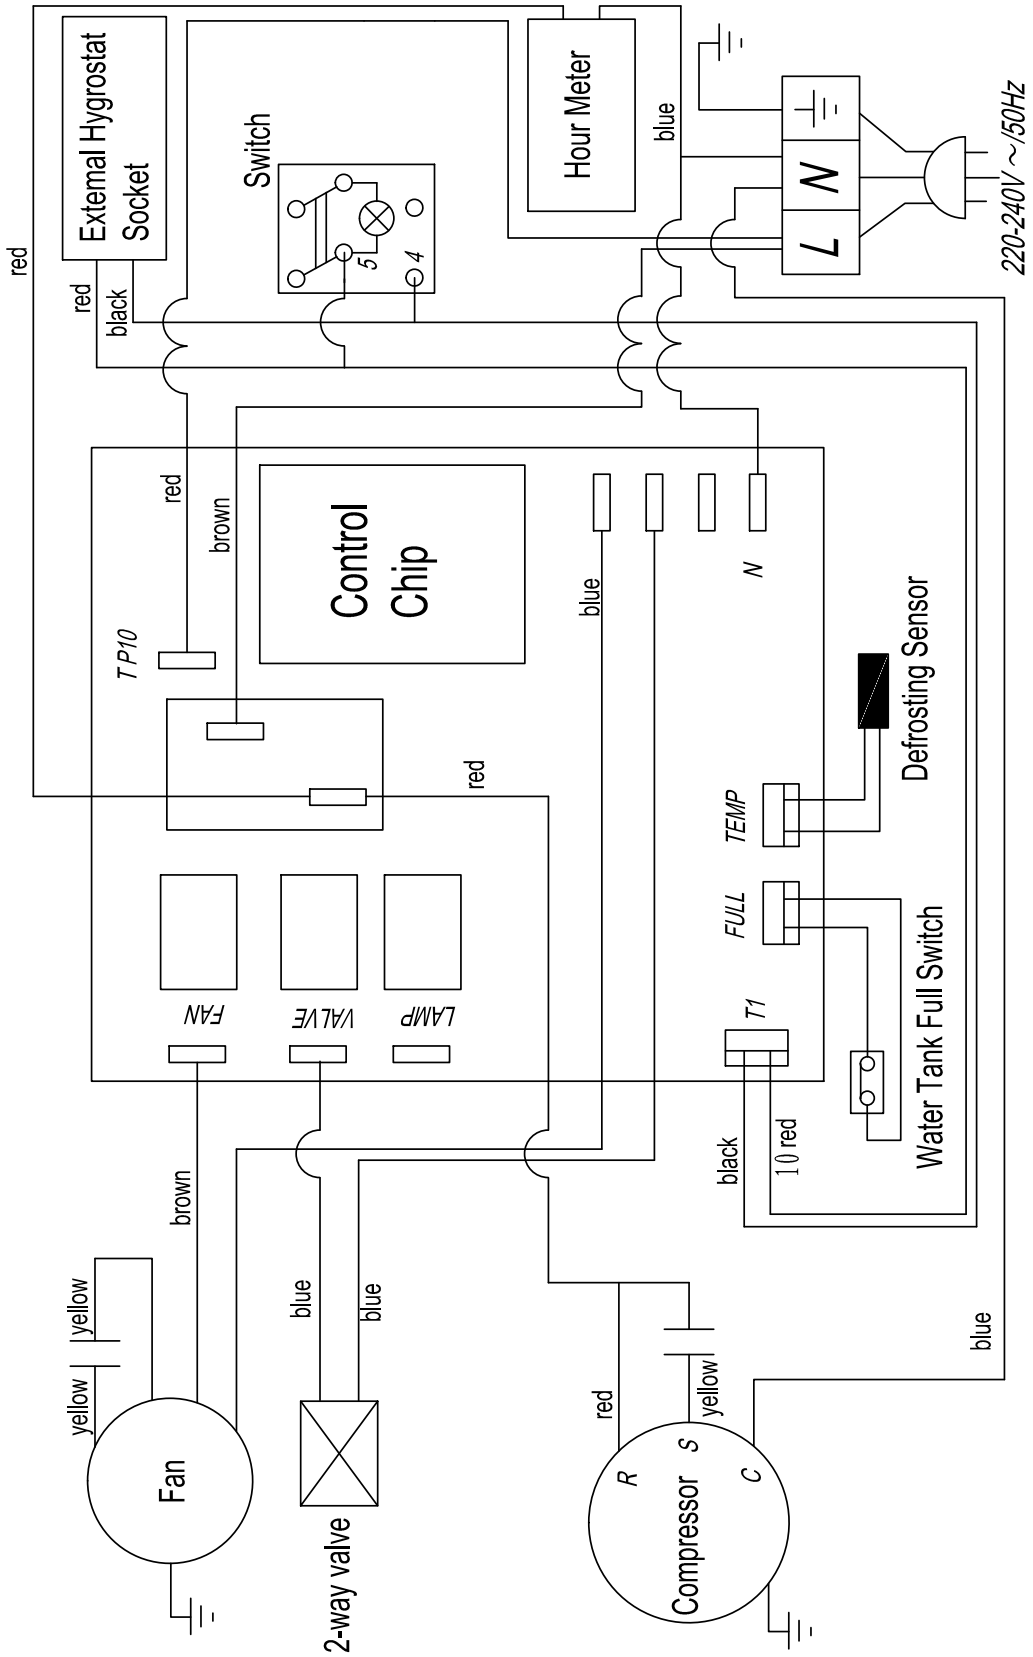 External Hygrostat
Socket
Switch
5
4
Hour Meter
L
N
220-240V ~/50Hz
red
red
black
blue
red
brown
T P10
Control
Chip
blue
N
red
FAN
VALVE
LAMP
TEMP
FULL
T1
Defrosting Sensor
Water Tank Full Switch
black
10 red
brown
yellow
yellow
blue
blue
Fan
2-way valve
red
yellow
blue
R
S
C
Compressor